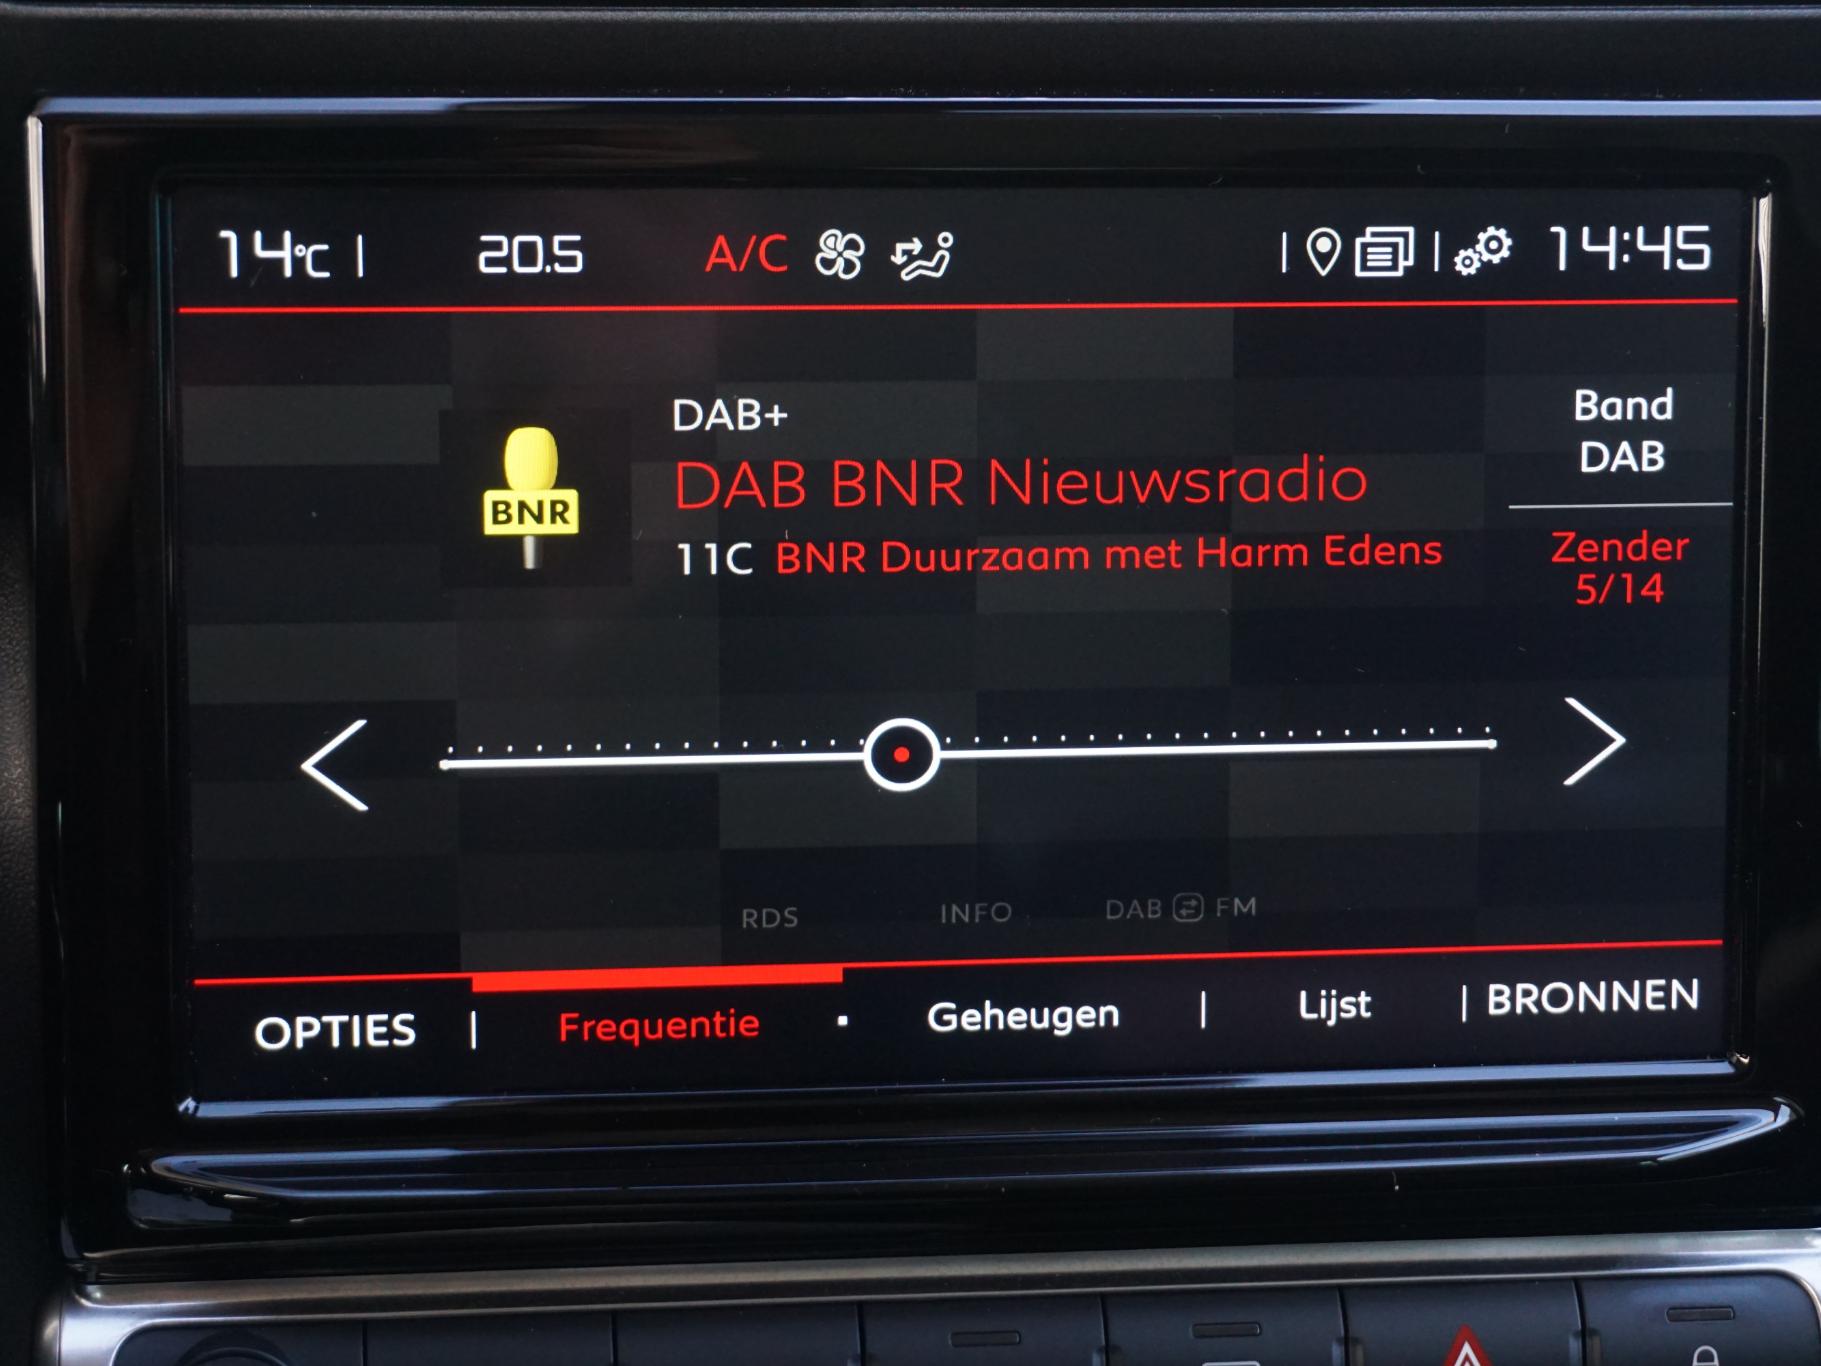 14°C | 20.5 A/C | | 14:45
DAB+
DAB BNR Nieuwsradio
11C BNR Duurzaam met Harm Edens
BNR
Band
DAB
Zender
5/14
RDS INFO DAB FM
OPTIES | Frequentie · Geheugen | Lijst | BRONNEN